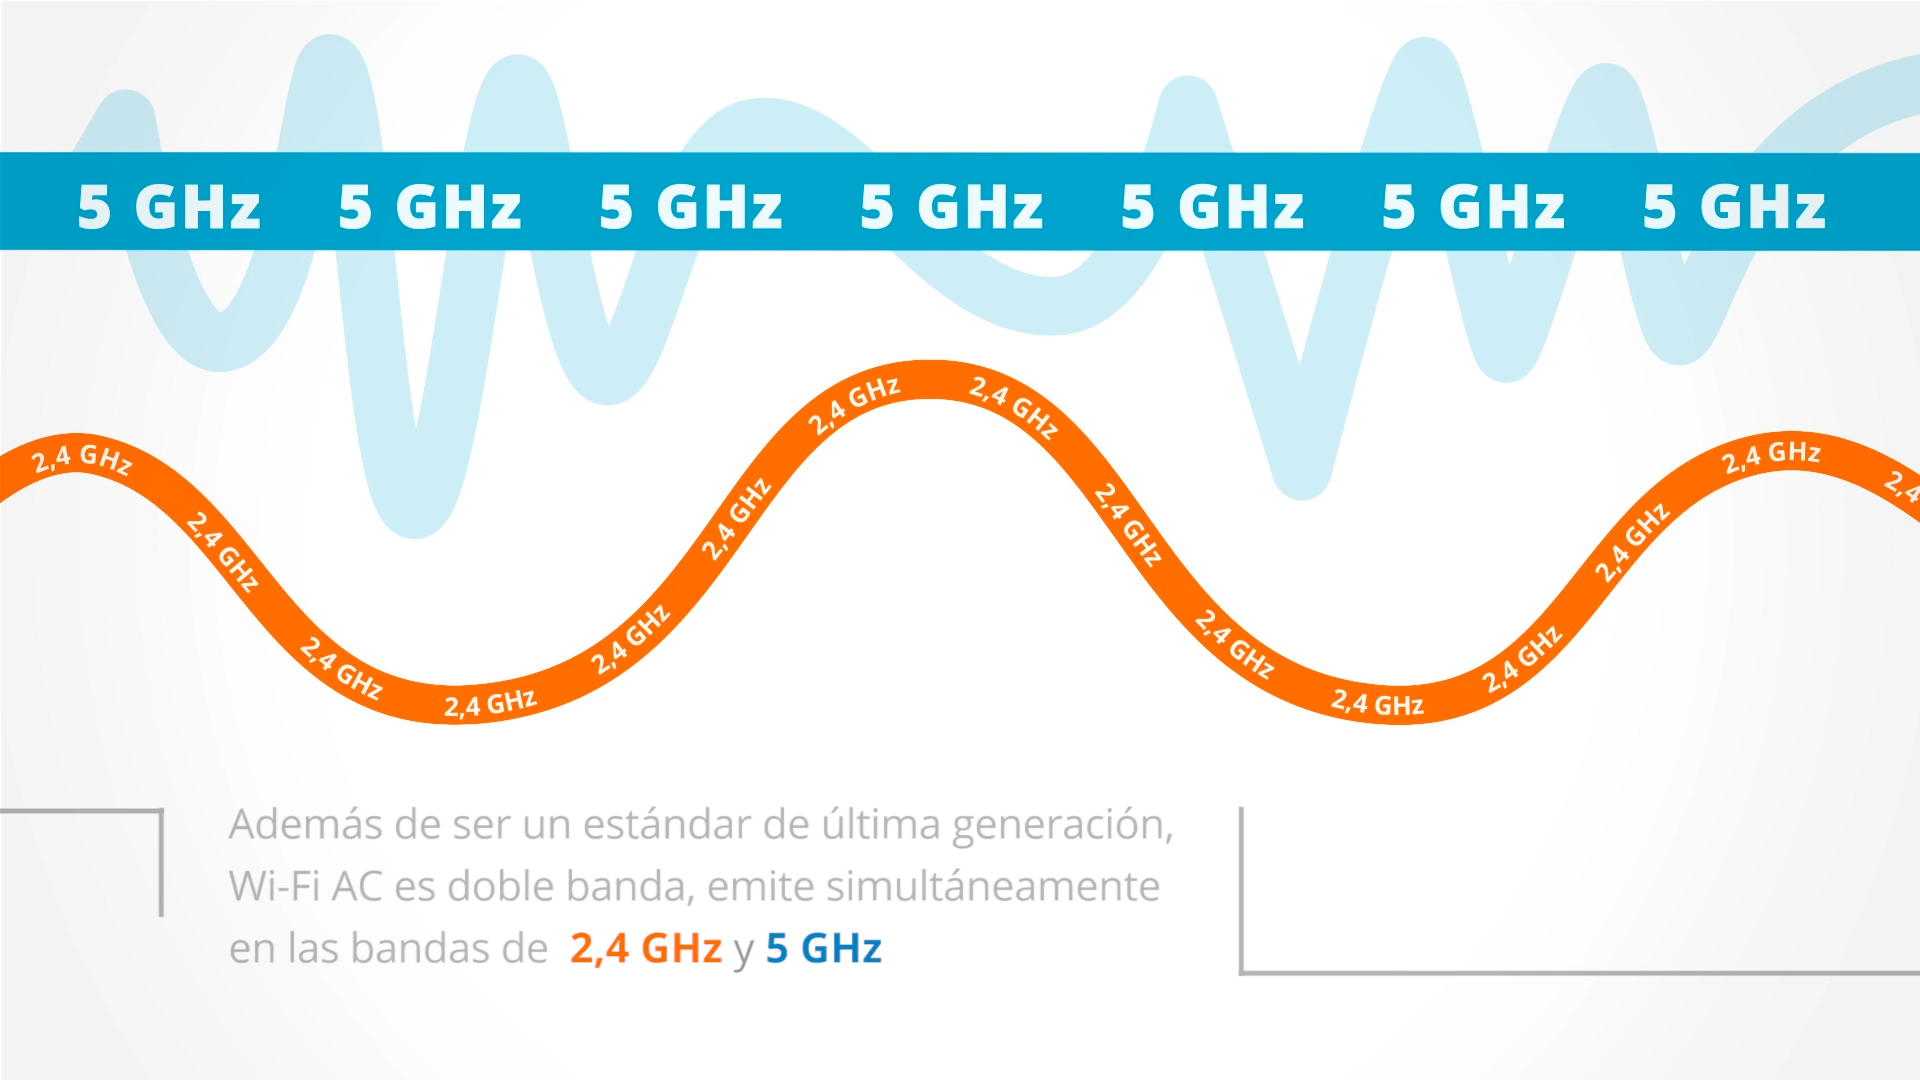 5 GHz 5 GHz 5 GHz 5 GHz 5 GHz 5 GHz 5 GHz
2,4 GHz 2,4 GHz 2,4 GHz 2,4 GHz 2,4 GHz 2,4 GHz 2,4 GHz 2,4 GHz 2,4 GHz 2,4 GHz 2,4 GHz 2,4 GHz 2,4 GHz 2,4 GHz 2,4
Además de ser un estándar de última generación,
Wi-Fi AC es doble banda, emite simultáneamente
en las bandas de 2,4 GHz y 5 GHz